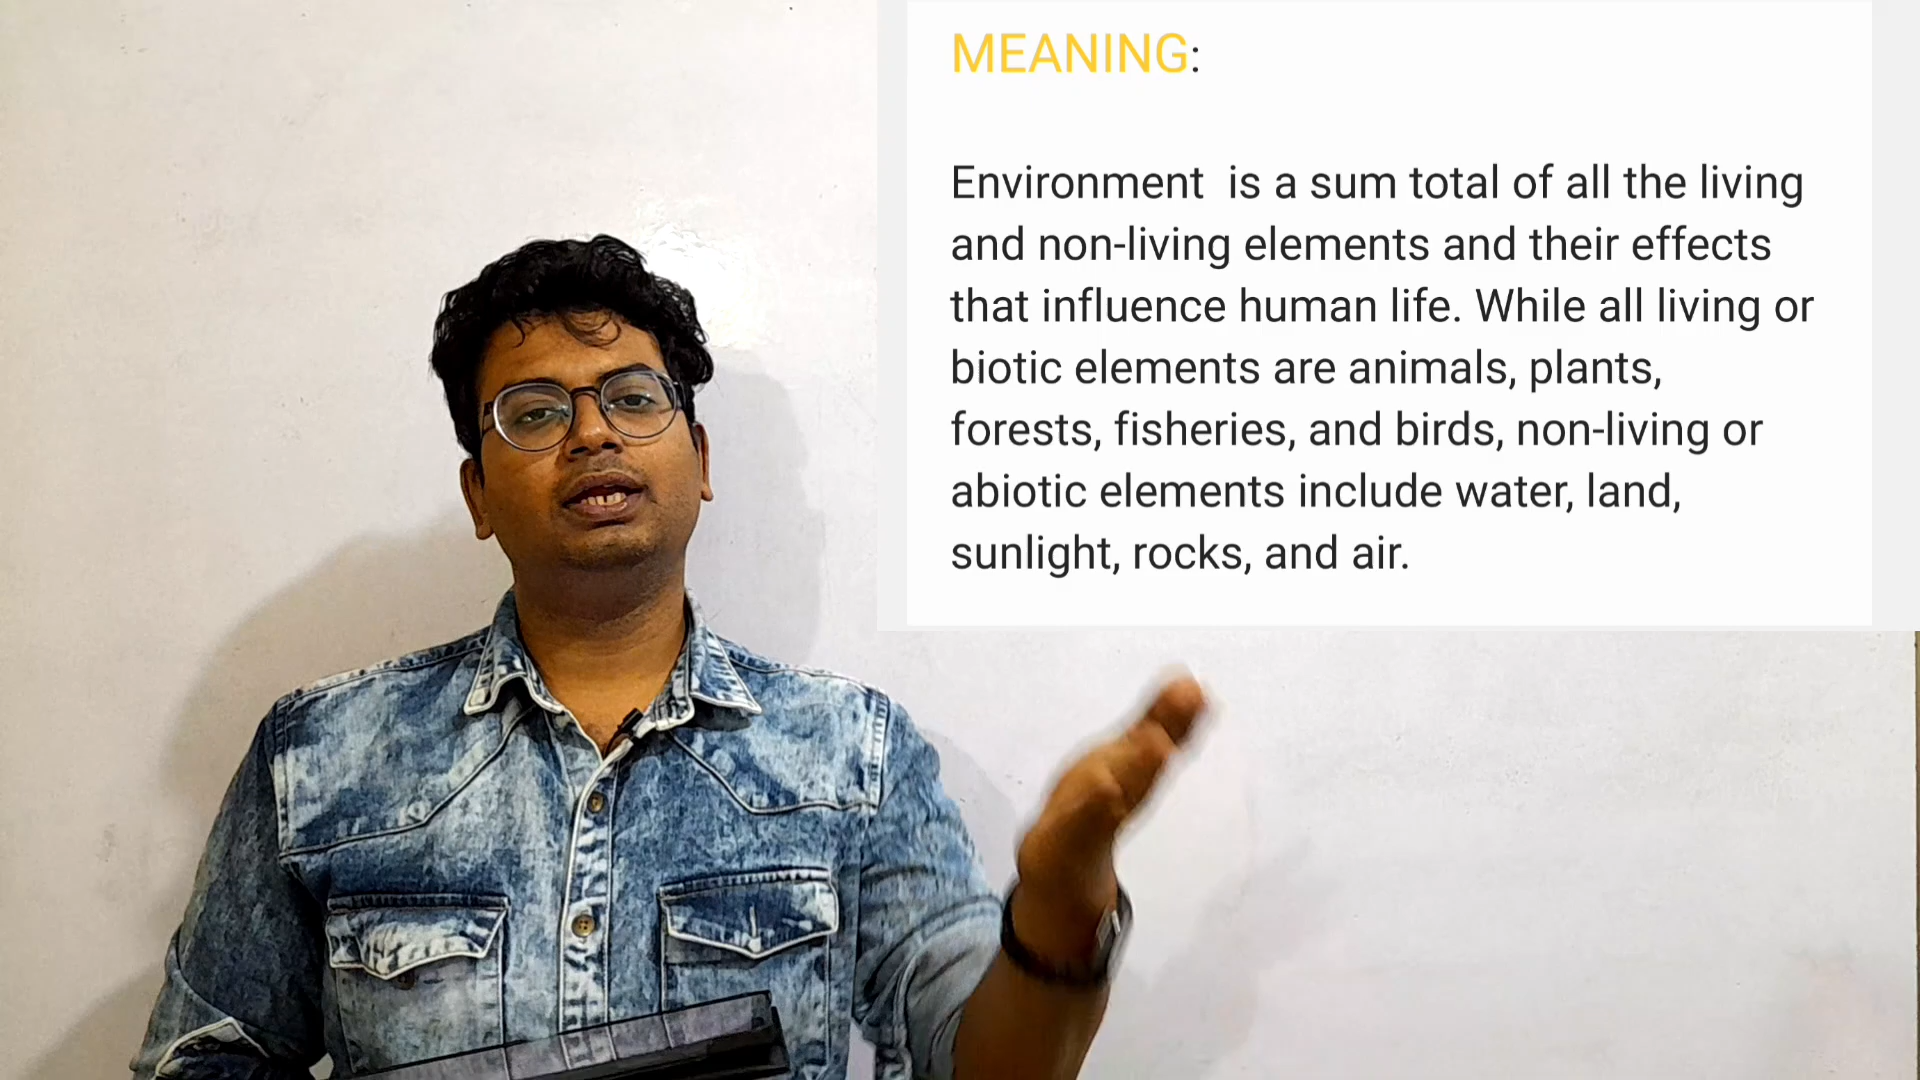 MEANING:
Environment is a sum total of all the living
and non-living elements and their effects
that influence human life. While all living or
biotic elements are animals, plants,
forests, fisheries, and birds, non-living or
abiotic elements include water, land,
sunlight, rocks, and air.